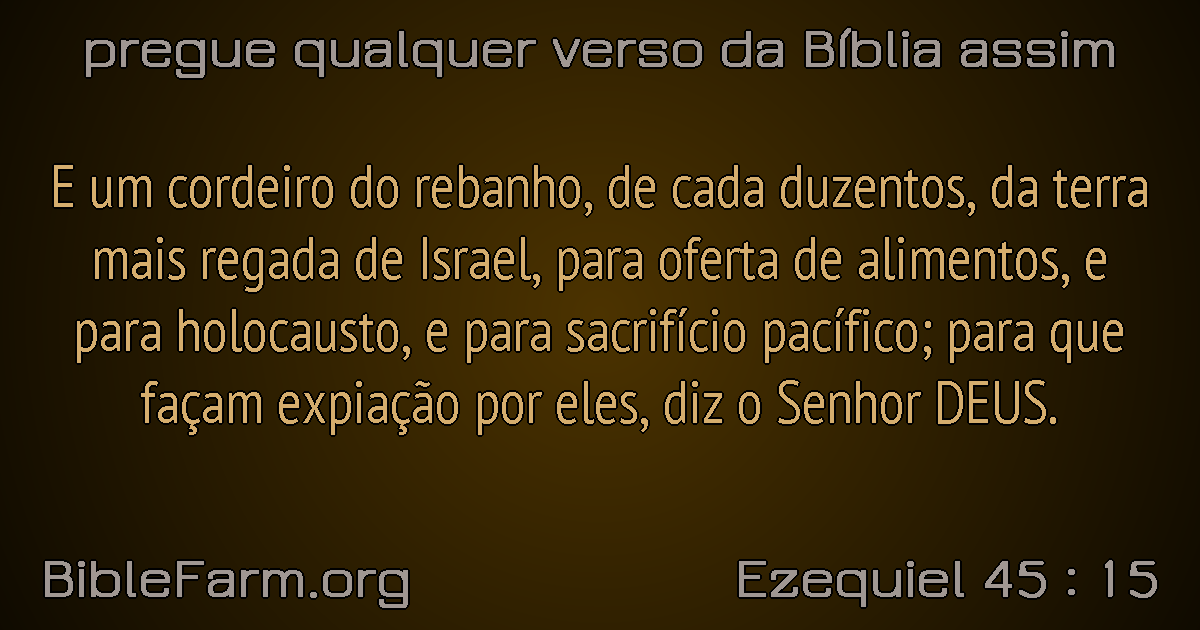 pregue qualquer verso da Bíblia assim
E um cordeiro do rebanho, de cada duzentos, da terra
mais regada de Israel, para oferta de alimentos, e
para holocausto, e para sacrifício pacífico; para que
façam expiação por eles, diz o Senhor DEUS.
BibleFarm.org
Ezequiel 45 : 15